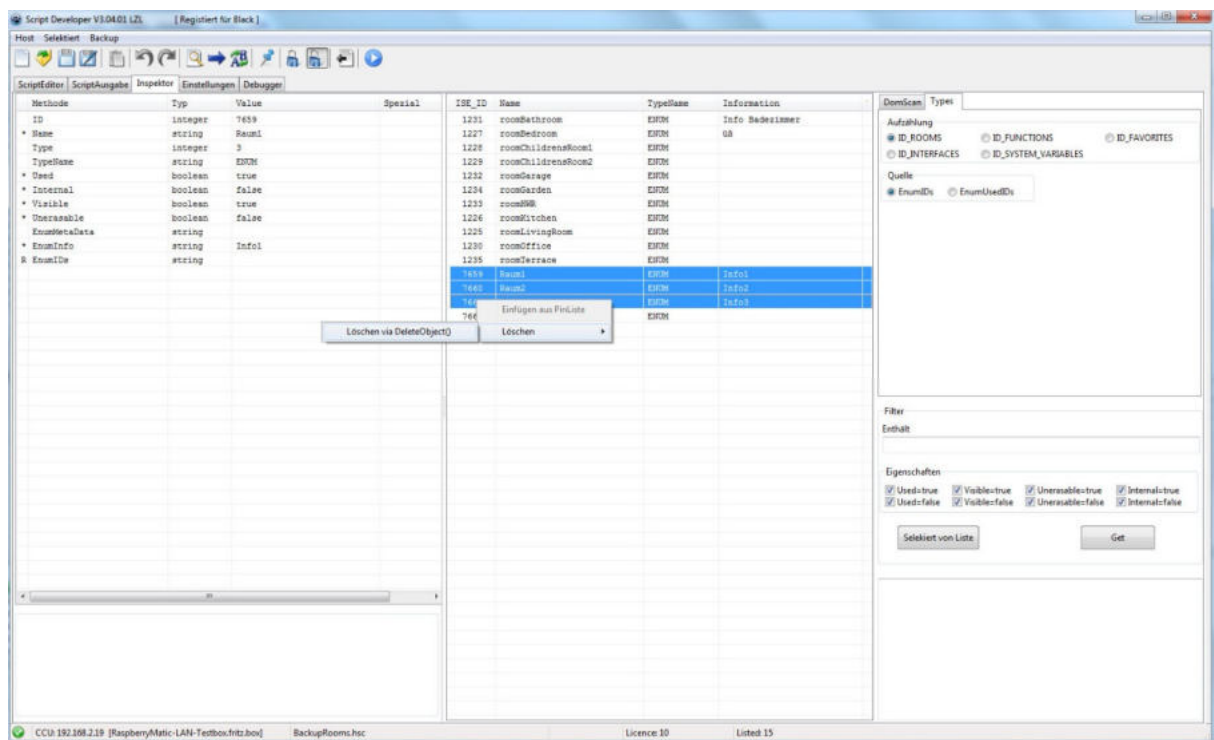 Script Developer V3.04.01 LZL [ Registiert für Black ]
Host Selektiert Backup
ScriptEditor ScriptAusgabe Inspektor Einstellungen Debugger
Methode Typ Value Spezial
ID integer 7659
* Name string Raum1
Type integer 3
TypeName string ENUM
* Used boolean true
* Internal boolean false
* Visible boolean true
* Unerasable boolean false
EnumMetaData string
* EnumInfo string Info1
R EnumIDs string
ISE_ID Name TypeName Information
1231 roomBathroom ENUM Info Badezimmer
1227 roomBedroom ENUM
1228 roomChildrensRoom1 ENUM
1229 roomChildrensRoom2 ENUM
1232 roomGarage ENUM
1234 roomGarden ENUM
1233 roomHWR ENUM
1226 roomKitchen ENUM
1225 roomLivingRoom ENUM
1230 roomOffice ENUM
1235 roomTerrace ENUM
7659 Raum1 ENUM Info1
7660 Raum2 ENUM Info2
ENUM Info3
ENUM
Einfügen aus PinListe
Löschen via DeleteObject() Löschen
DomScan Types
Aufzählung
ID_ROOMS ID_FUNCTIONS ID_FAVORITES
ID_INTERFACES ID_SYSTEM_VARIABLES
Quelle
EnumIDs EnumUsedIDs
Filter
Enthält
Eigenschaften
Used=true Visible=true Unerasable=true Internal=true
Used=false Visible=false Unerasable=false Internal=false
Selekiert von Liste Get
CCU: 192.168.2.19 [RaspberryMatic-LAN-Testbox.fritz.box] BackupRooms.hsc Licence: 10 Listed: 15